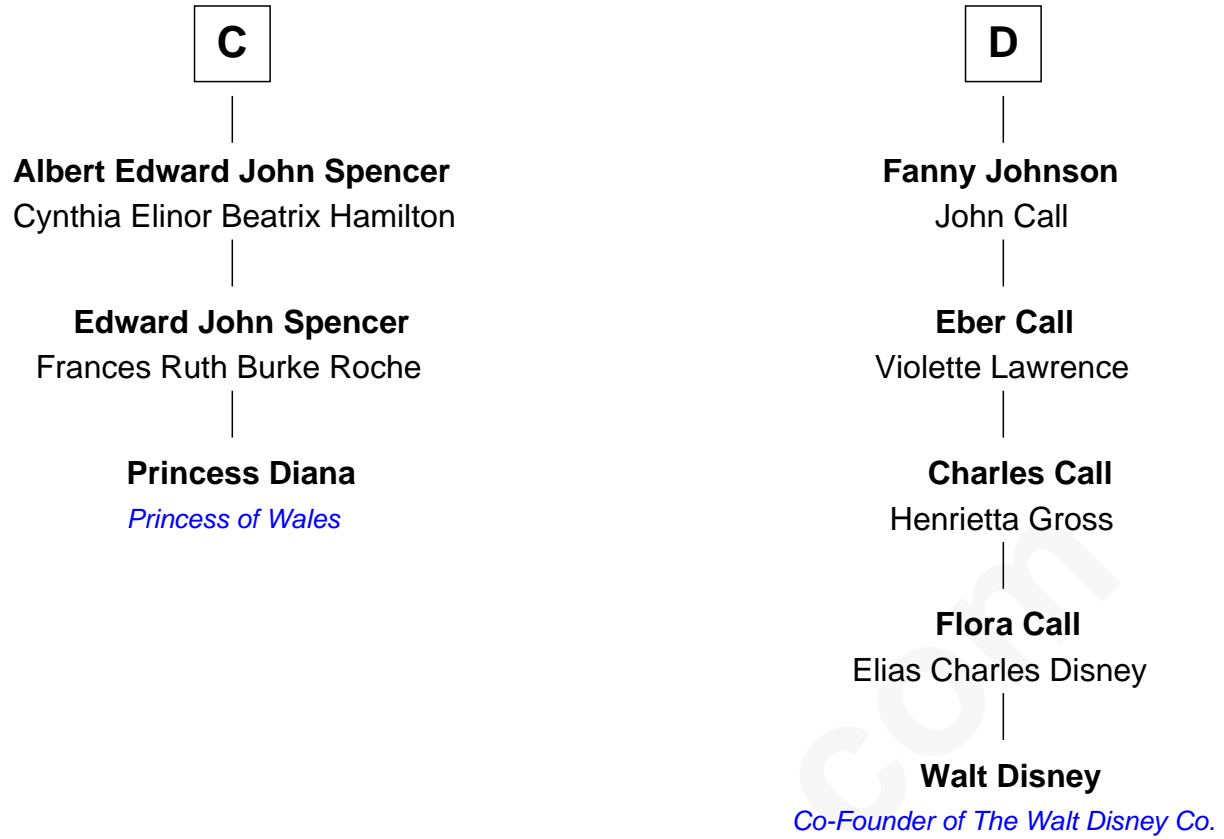 C
Albert Edward John Spencer
Cynthia Elinor Beatrix Hamilton
Edward John Spencer
Frances Ruth Burke Roche
Princess Diana
Princess of Wales
D
Fanny Johnson
John Call
Eber Call
Violette Lawrence
Charles Call
Henrietta Gross
Flora Call
Elias Charles Disney
Walt Disney
Co-Founder of The Walt Disney Co.
com